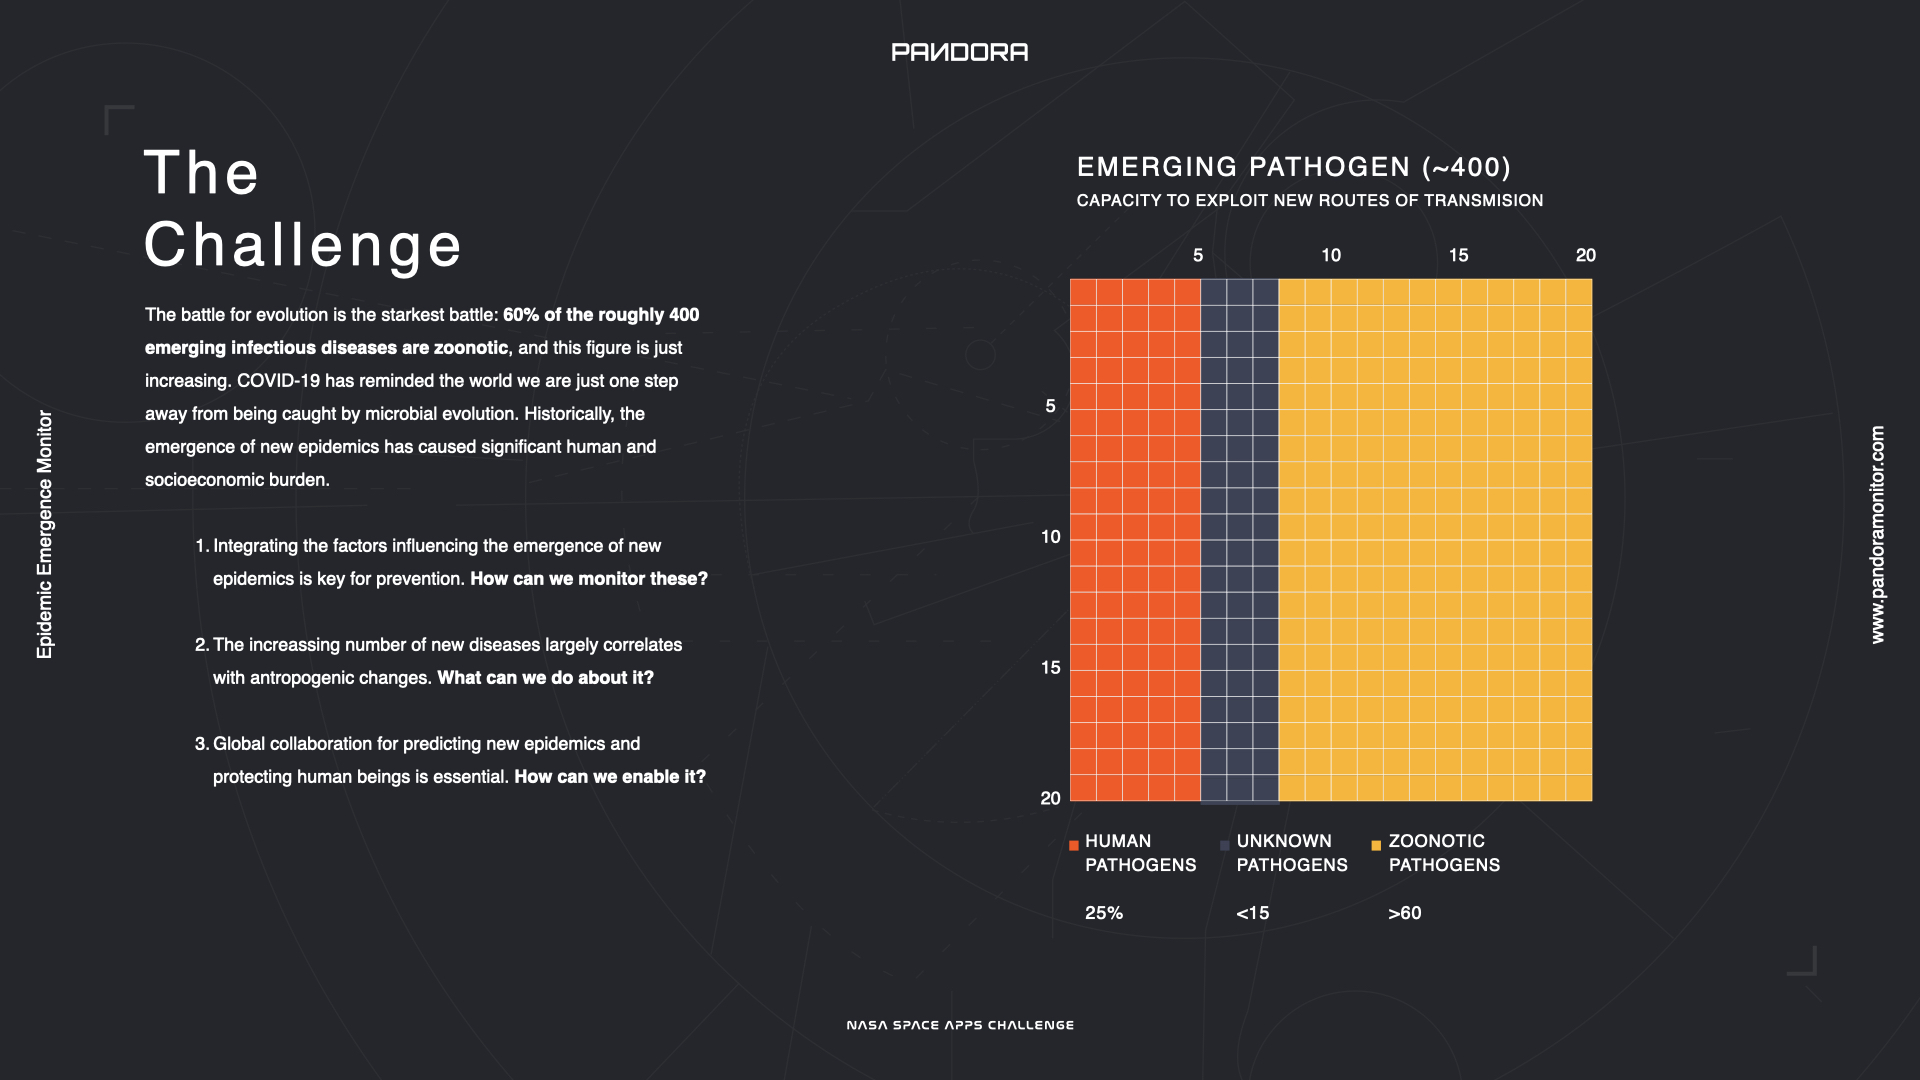 PANDORA
The
Challenge
The battle for evolution is the starkest battle: 60% of the roughly 400
emerging infectious diseases are zoonotic, and this figure is just
increasing. COVID-19 has reminded the world we are just one step
away from being caught by microbial evolution. Historically, the
emergence of new epidemics has caused significant human and
socioeconomic burden.
1. Integrating the factors influencing the emergence of new
epidemics is key for prevention. How can we monitor these?
2. The increassing number of new diseases largely correlates
with antropogenic changes. What can we do about it?
3. Global collaboration for predicting new epidemics and
protecting human beings is essential. How can we enable it?
Epidemic Emergence Monitor
EMERGING PATHOGEN (~400)
CAPACITY TO EXPLOIT NEW ROUTES OF TRANSMISION
5 10 15 20
5
10
15
20
HUMAN
PATHOGENS
25%
UNKNOWN
PATHOGENS
<15
ZOONOTIC
PATHOGENS
>60
www.pandoramonitor.com
NASA SPACE APPS CHALLENGE